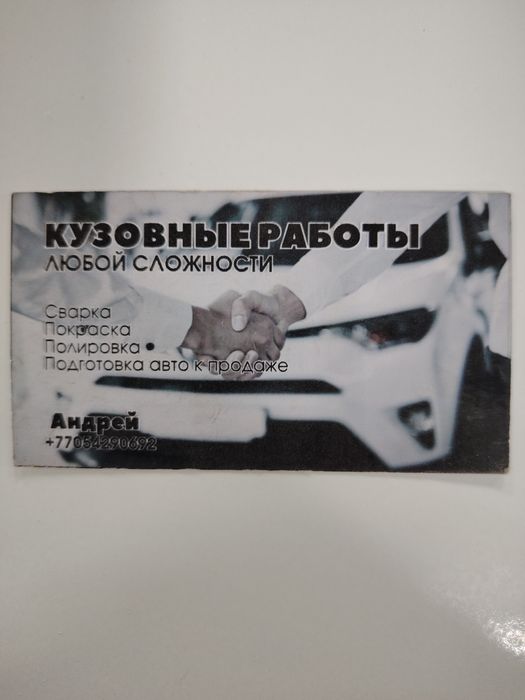 КУЗОВНЫЕ РАБОТЫ
ЛЮБОЙ СЛОЖНОСТИ
Сварка
Покраска
Полировка
Подготовка авто к продаже
Андрей
+77054290692